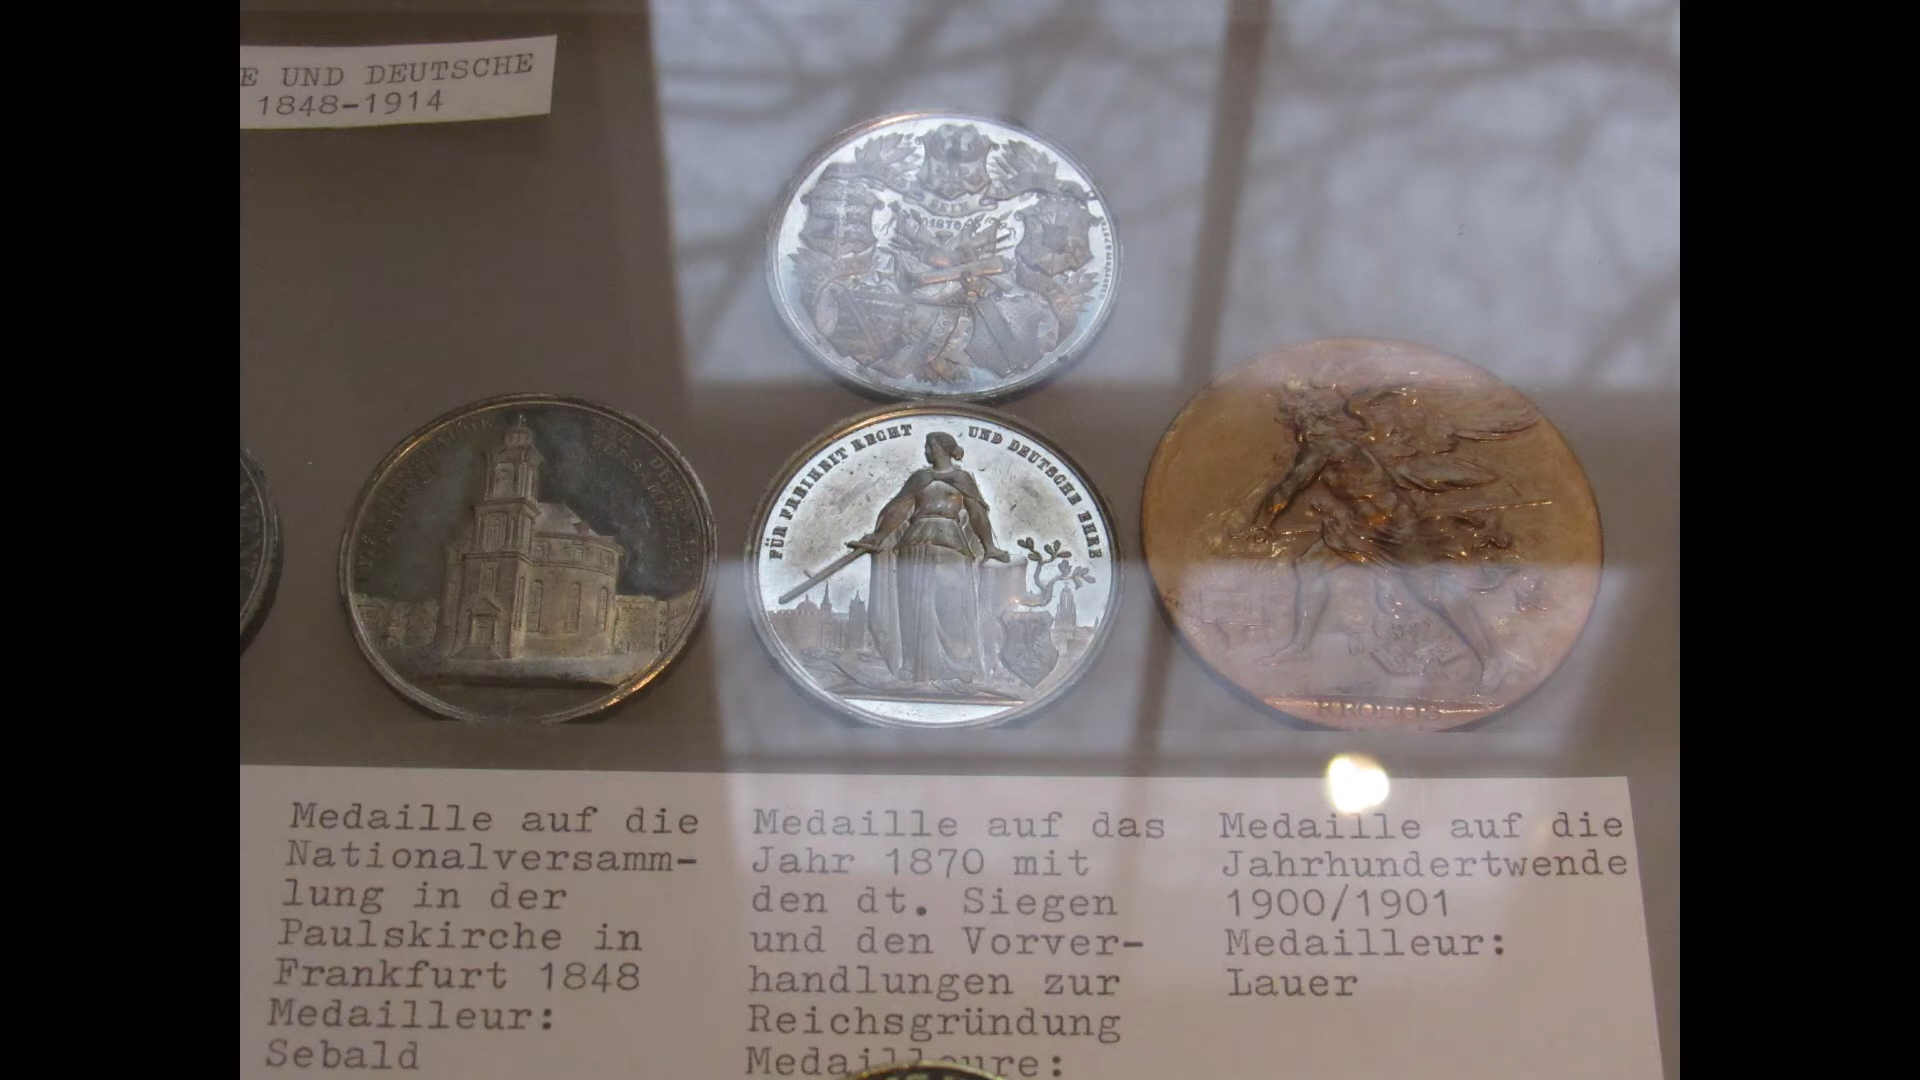 E UND DEUTSCHE
1848-1914
1870
FÜR FREIHEIT RECHT UND DEUTSCHE EHRE
KRONOS
Medaille auf die
Nationalversamm-
lung in der
Paulskirche in
Frankfurt 1848
Medailleur:
Sebald
Medaille auf das
Jahr 1870 mit
den dt. Siegen
und den Vorver-
handlungen zur
Reichsgründung
Medailleure:
Medaille auf die
Jahrhundertwende
1900/1901
Medailleur:
Lauer